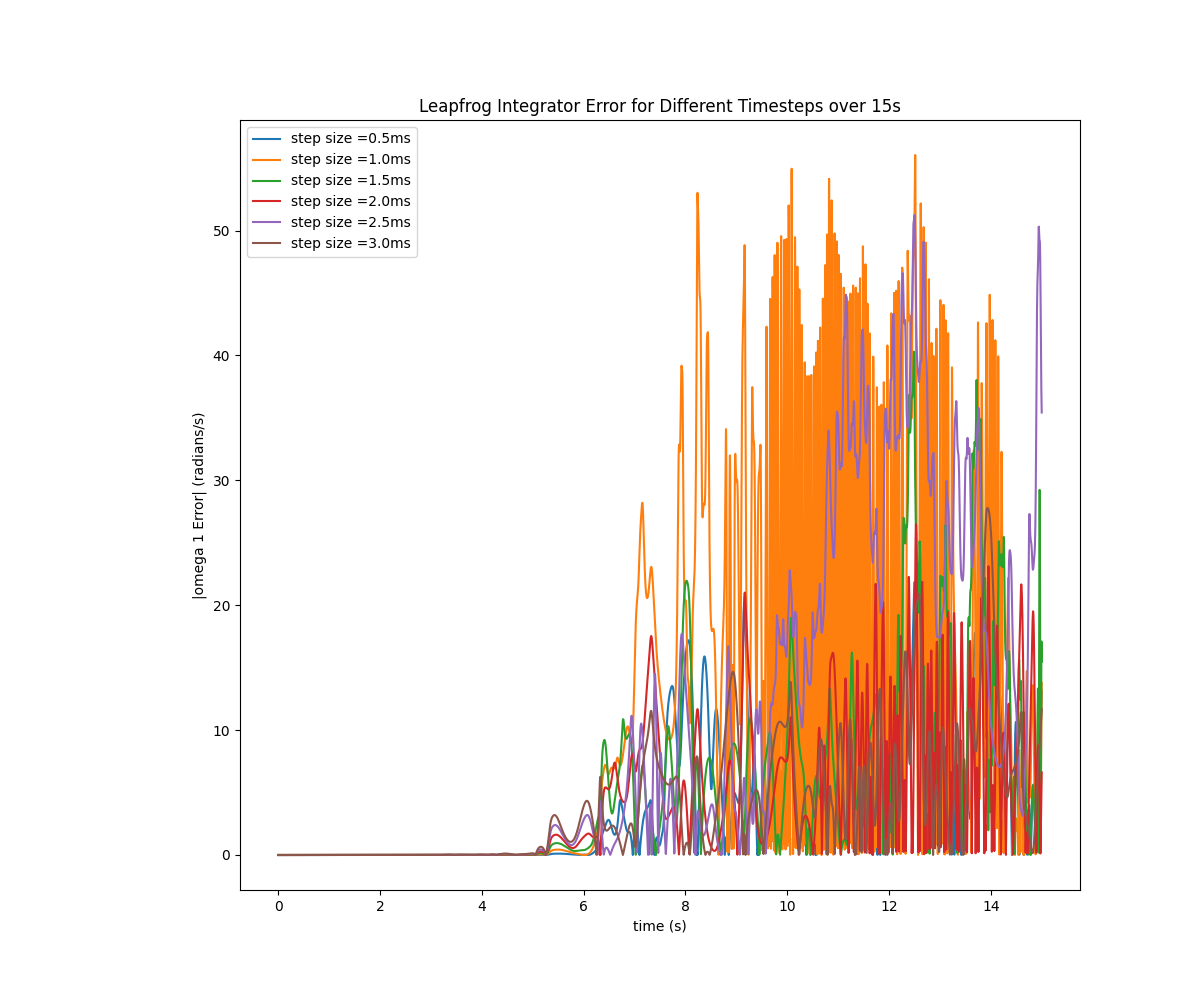 Leapfrog Integrator Error for Different Timesteps over 15s
step size =0.5ms
step size =1.0ms
step size =1.5ms
step size =2.0ms
step size =2.5ms
step size =3.0ms
|omega 1 Error| (radians/s)
50
40
30
20
10
0
0 2 4 6 8 10 12 14
time (s)